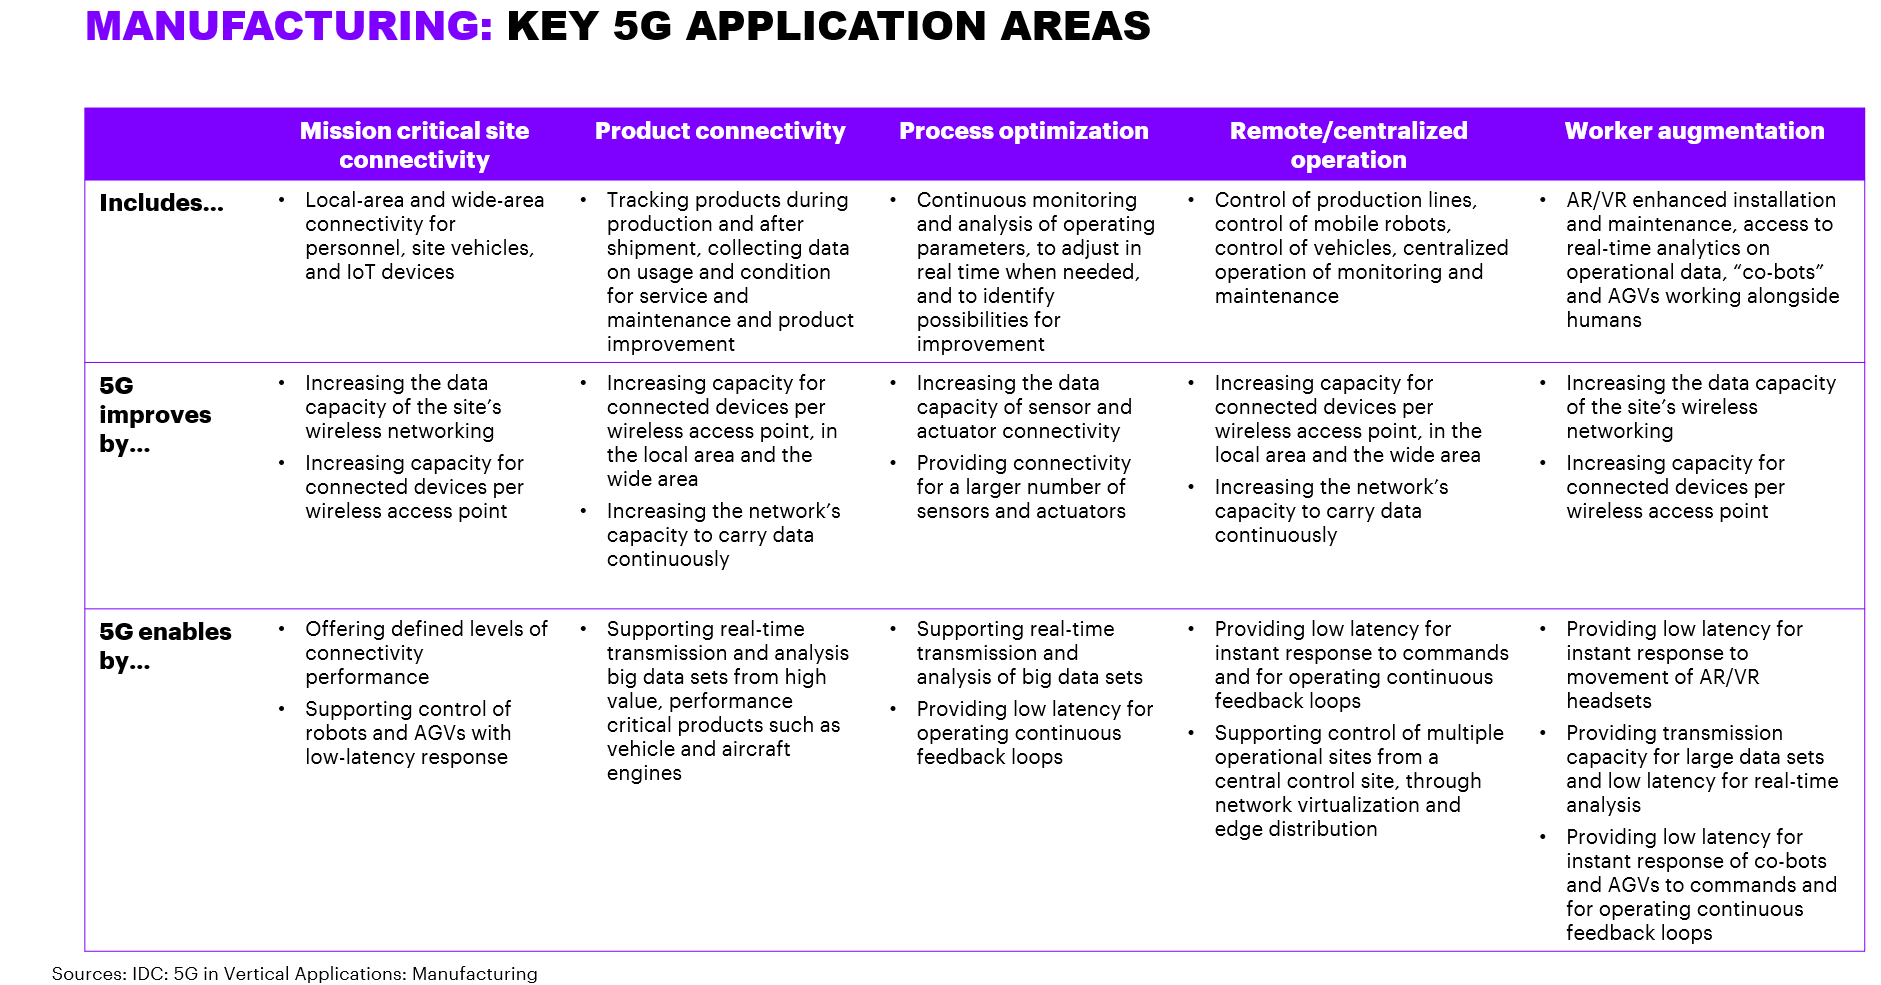 MANUFACTURING: KEY 5G APPLICATION AREAS
Mission critical site
connectivity
Product connectivity
Process optimization
Remote/centralized
operation
Worker augmentation
Includes...
• Local-area and wide-area
connectivity for
personnel, site vehicles,
and IoT devices
• Tracking products during
production and after
shipment, collecting data
on usage and condition
for service and
maintenance and product
improvement
• Continuous monitoring
and analysis of operating
parameters, to adjust in
real time when needed,
and to identify
possibilities for
improvement
• Control of production lines,
control of mobile robots,
control of vehicles, centralized
operation of monitoring and
maintenance
• AR/VR enhanced installation
and maintenance, access to
real-time analytics on
operational data, “co-bots”
and AGVs working alongside
humans
5G
improves
by...
• Increasing the data
capacity of the site’s
wireless networking
• Increasing capacity for
connected devices per
wireless access point
• Increasing capacity for
connected devices per
wireless access point, in
the local area and the
wide area
• Increasing the network’s
capacity to carry data
continuously
• Increasing the data
capacity of sensor and
actuator connectivity
• Providing connectivity
for a larger number of
sensors and actuators
• Increasing capacity for
connected devices per
wireless access point, in the
local area and the wide area
• Increasing the network’s
capacity to carry data
continuously
• Increasing the data capacity
of the site’s wireless
networking
• Increasing capacity for
connected devices per
wireless access point
5G enables
by...
• Offering defined levels of
connectivity
performance
• Supporting control of
robots and AGVs with
low-latency response
• Supporting real-time
transmission and analysis
big data sets from high
value, performance
critical products such as
vehicle and aircraft
engines
• Supporting real-time
transmission and
analysis of big data sets
• Providing low latency for
operating continuous
feedback loops
• Providing low latency for
instant response to commands
and for operating continuous
feedback loops
• Supporting control of multiple
operational sites from a
central control site, through
network virtualization and
edge distribution
• Providing low latency for
instant response to
movement of AR/VR
headsets
• Providing transmission
capacity for large data sets
and low latency for real-time
analysis
• Providing low latency for
instant response of co-bots
and AGVs to commands and
for operating continuous
feedback loops
Sources: IDC: 5G in Vertical Applications: Manufacturing